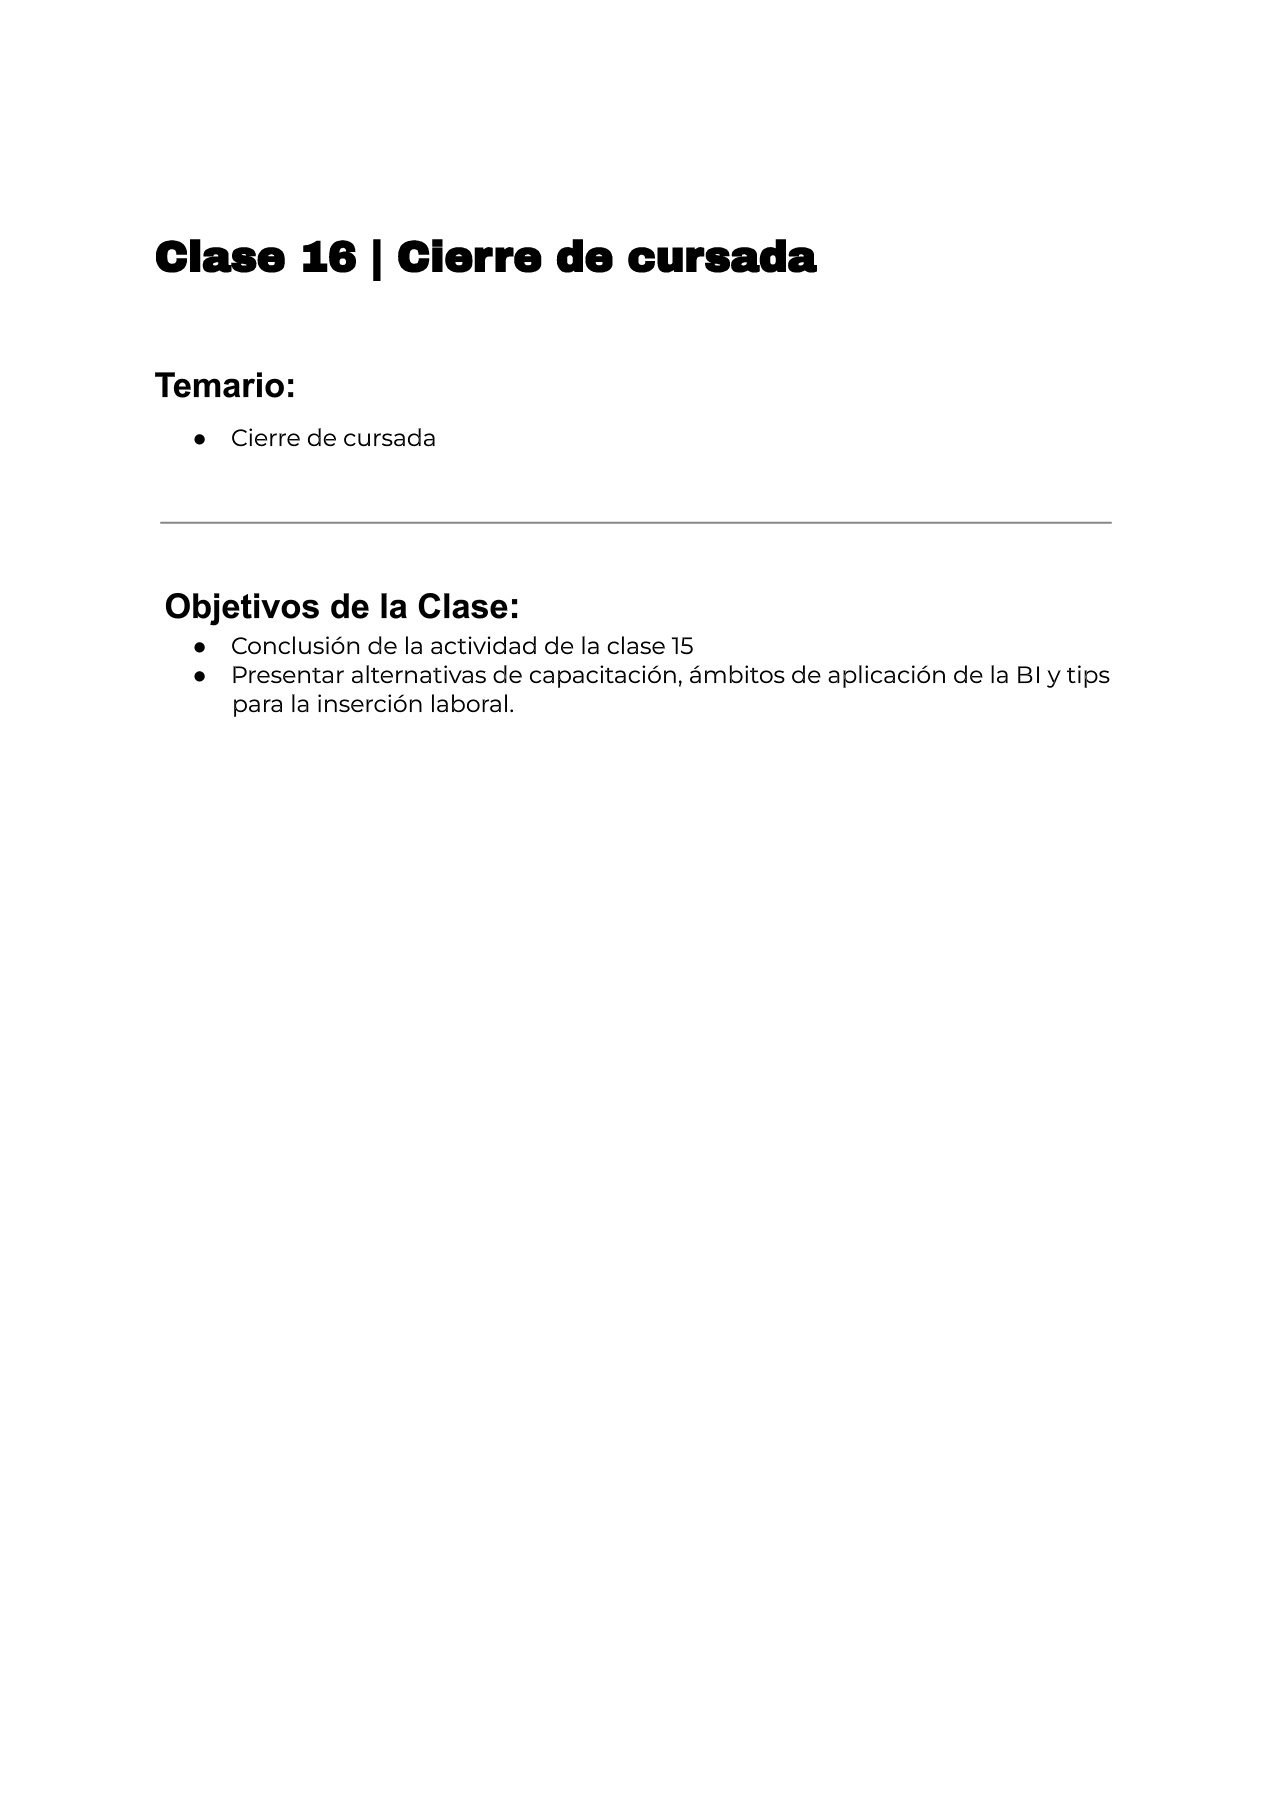 Clase 16 | Cierre de cursada
Temario:
● Cierre de cursada
Objetivos de la Clase:
● Conclusión de la actividad de la clase 15
● Presentar alternativas de capacitación, ámbitos de aplicación de la BI y tips
para la inserción laboral.